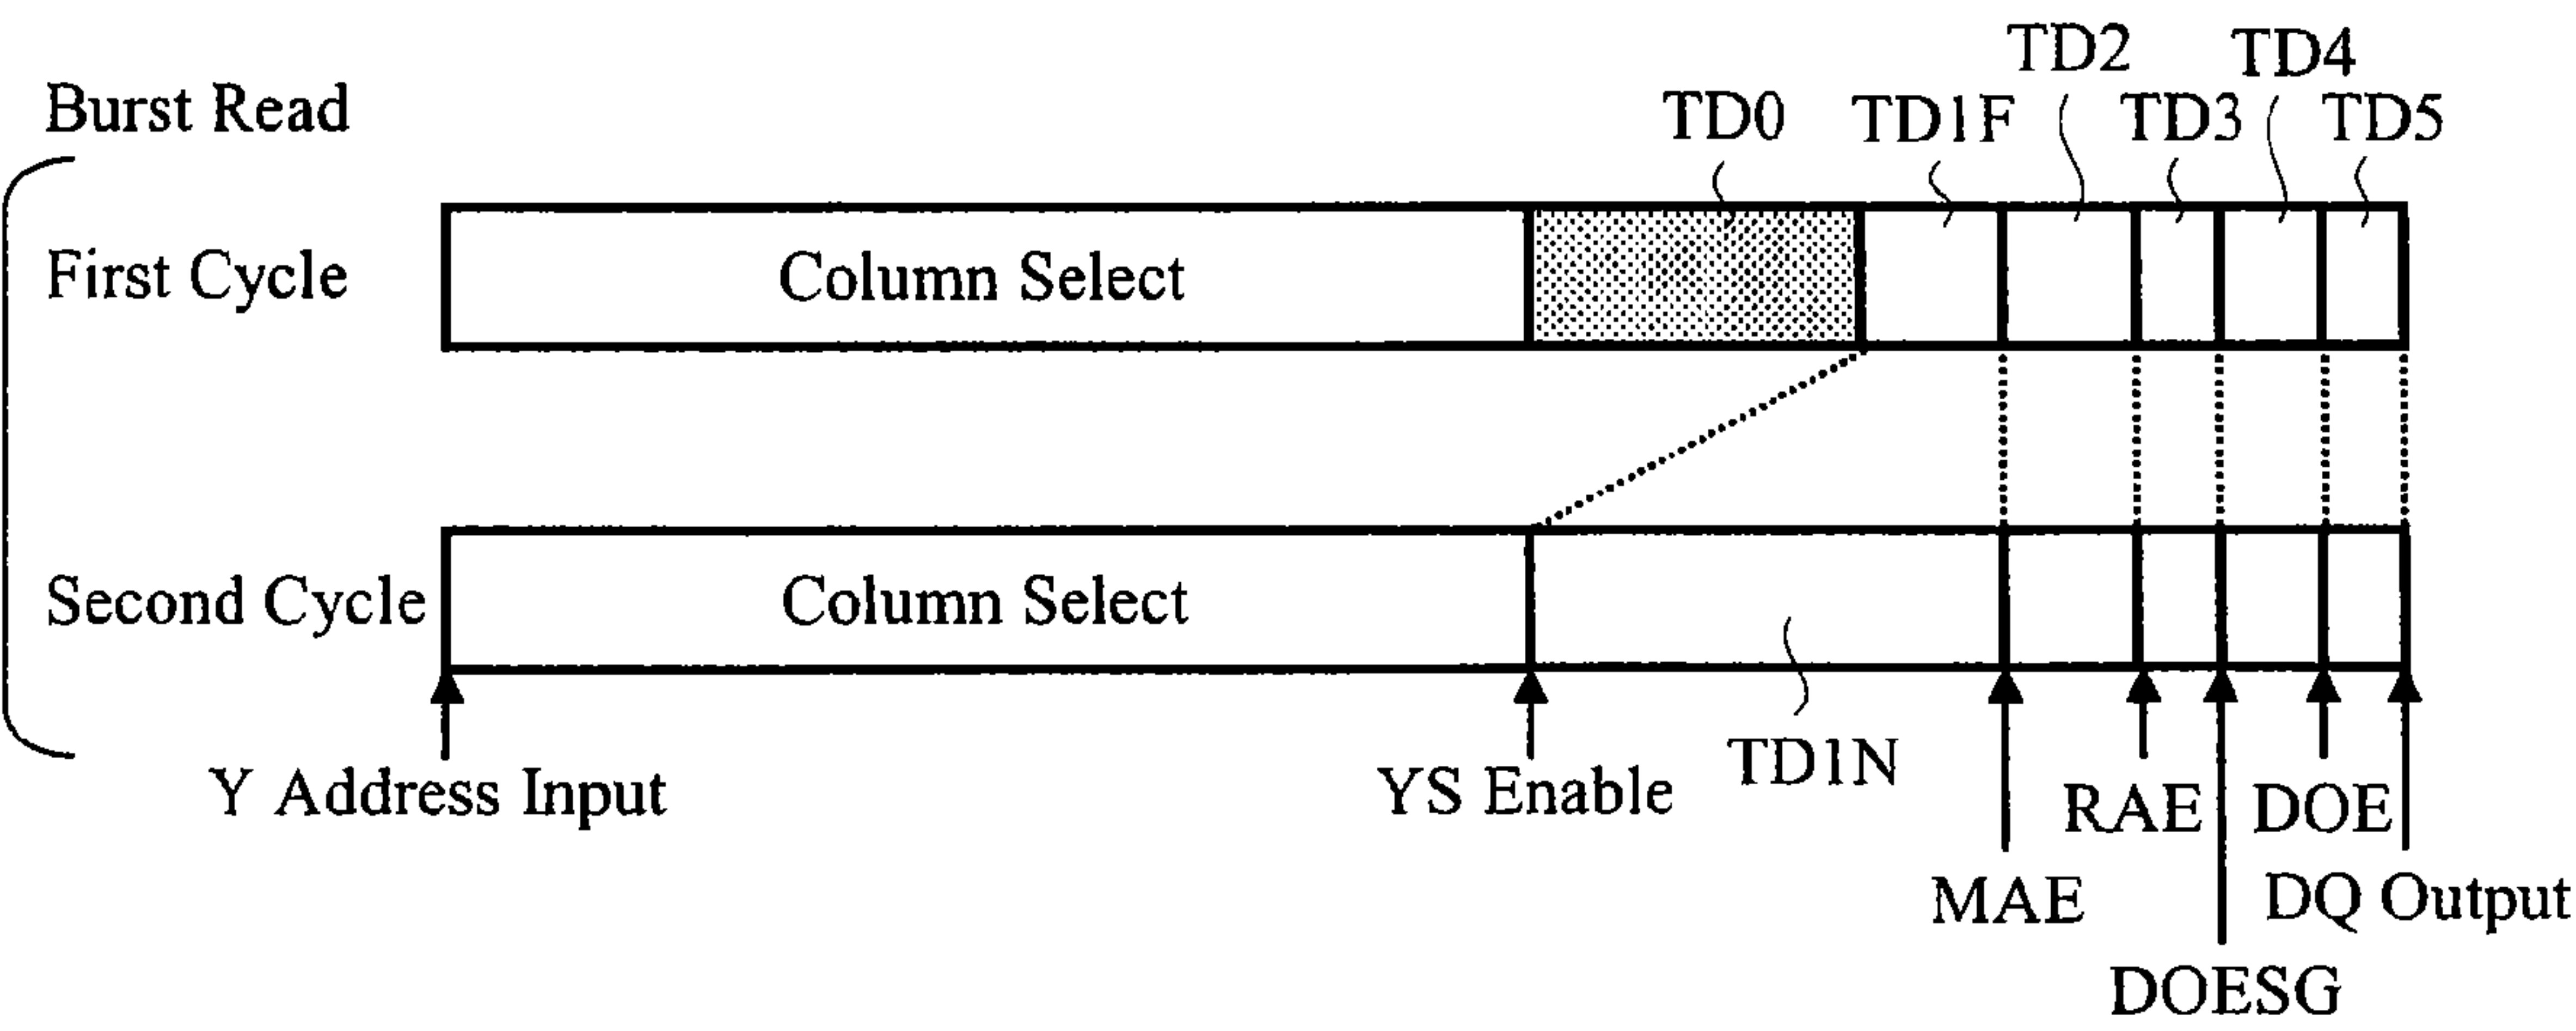 Burst Read
TD0
TD1F
TD2
TD3
TD4
TD5
First Cycle
Column Select
Second Cycle
Column Select
Y Address Input
YS Enable
TD1N
MAE
RAE
DOESG
DOE
DQ Output